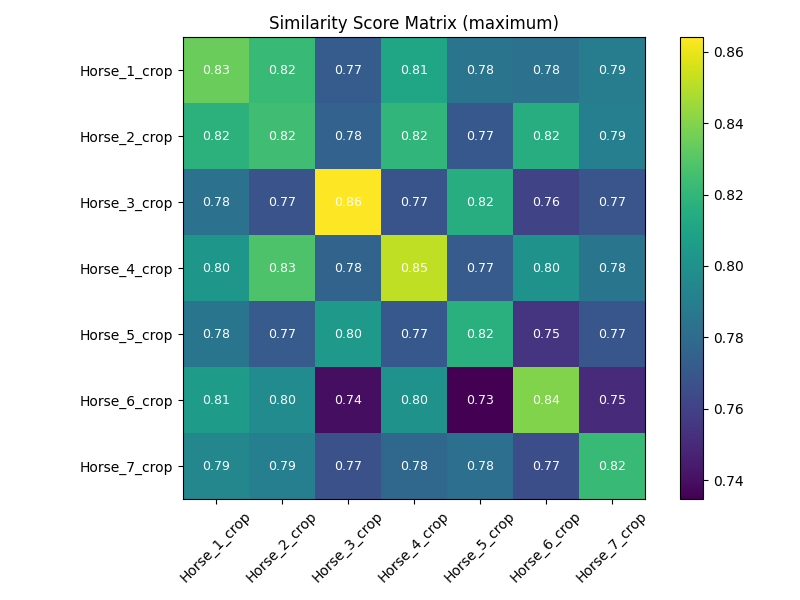 Similarity Score Matrix (maximum)
Horse_1_crop 0.83 0.82 0.77 0.81 0.78 0.78 0.79
Horse_2_crop 0.82 0.82 0.78 0.82 0.77 0.82 0.79
Horse_3_crop 0.78 0.77 0.86 0.77 0.82 0.76 0.77
Horse_4_crop 0.80 0.83 0.78 0.85 0.77 0.80 0.78
Horse_5_crop 0.78 0.77 0.80 0.77 0.82 0.75 0.77
Horse_6_crop 0.81 0.80 0.74 0.80 0.73 0.84 0.75
Horse_7_crop 0.79 0.79 0.77 0.78 0.78 0.77 0.82
Horse_1_crop Horse_2_crop Horse_3_crop Horse_4_crop Horse_5_crop Horse_6_crop Horse_7_crop
0.86
0.84
0.82
0.80
0.78
0.76
0.74